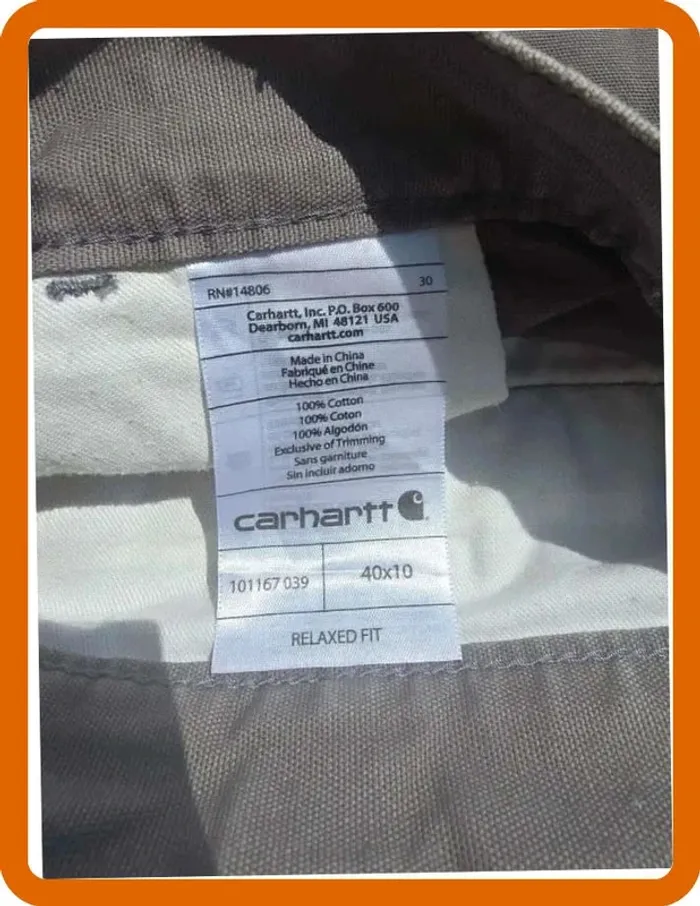 RN#14806 30
Carhartt, Inc. P.O. Box 600
Dearborn, MI 48121 USA
carhartt.com
Made in China
Fabriqué en Chine
Hecho en China
100% Cotton
100% Coton
100% Algodón
Exclusive of Trimming
Sans garniture
Sin incluir adorno
carhartt
101167 039 40x10
RELAXED FIT